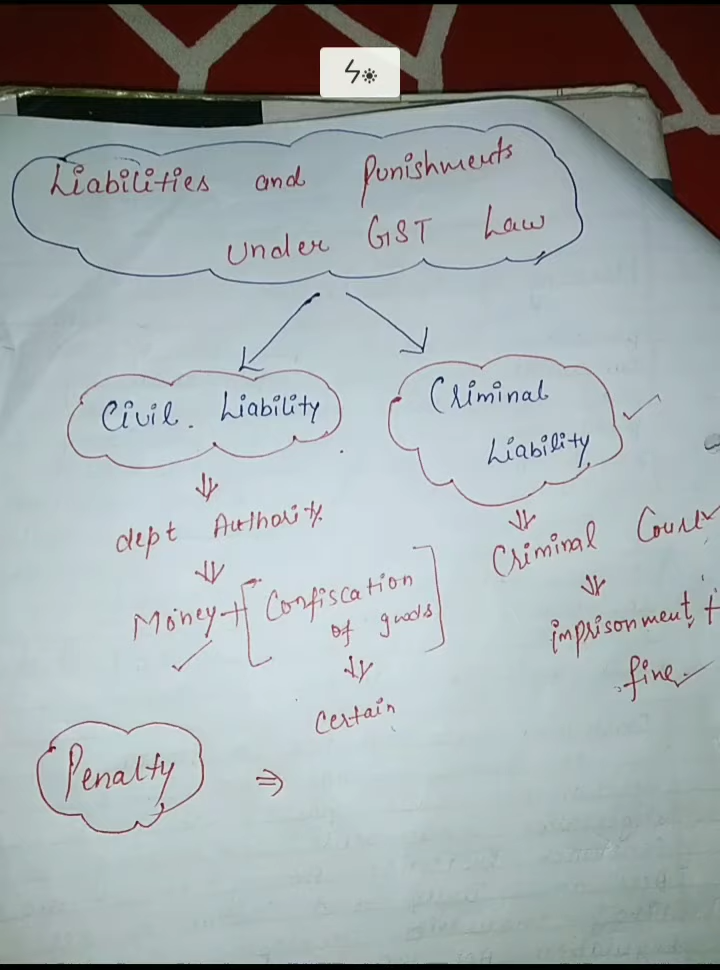 Liabilities and Punishments
Under GST Law
Civil. Liability
dept Authority
Money + [Confiscation
of goods]
Certain
Criminal
Liability
Criminal Court
imprisonment, +
fine
Penalty ⇒